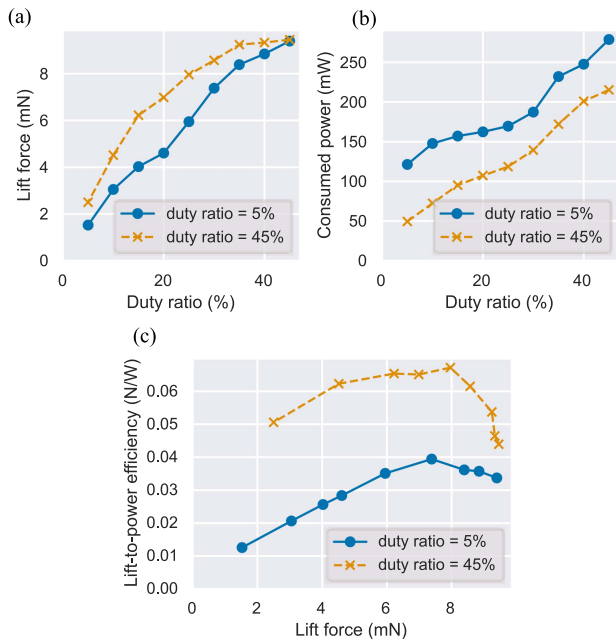 (a)
Lift force (mN)
8
6
4
2
0
0
20
40
Duty ratio (%)
duty ratio = 5%
duty ratio = 45%
(b)
Consumed power (mW)
250
200
150
100
50
0
0
20
40
Duty ratio (%)
duty ratio = 5%
duty ratio = 45%
(c)
Lift-to-power efficiency (N/W)
0.06
0.05
0.04
0.03
0.02
0.01
0.00
0
2
4
6
8
Lift force (mN)
duty ratio = 5%
duty ratio = 45%